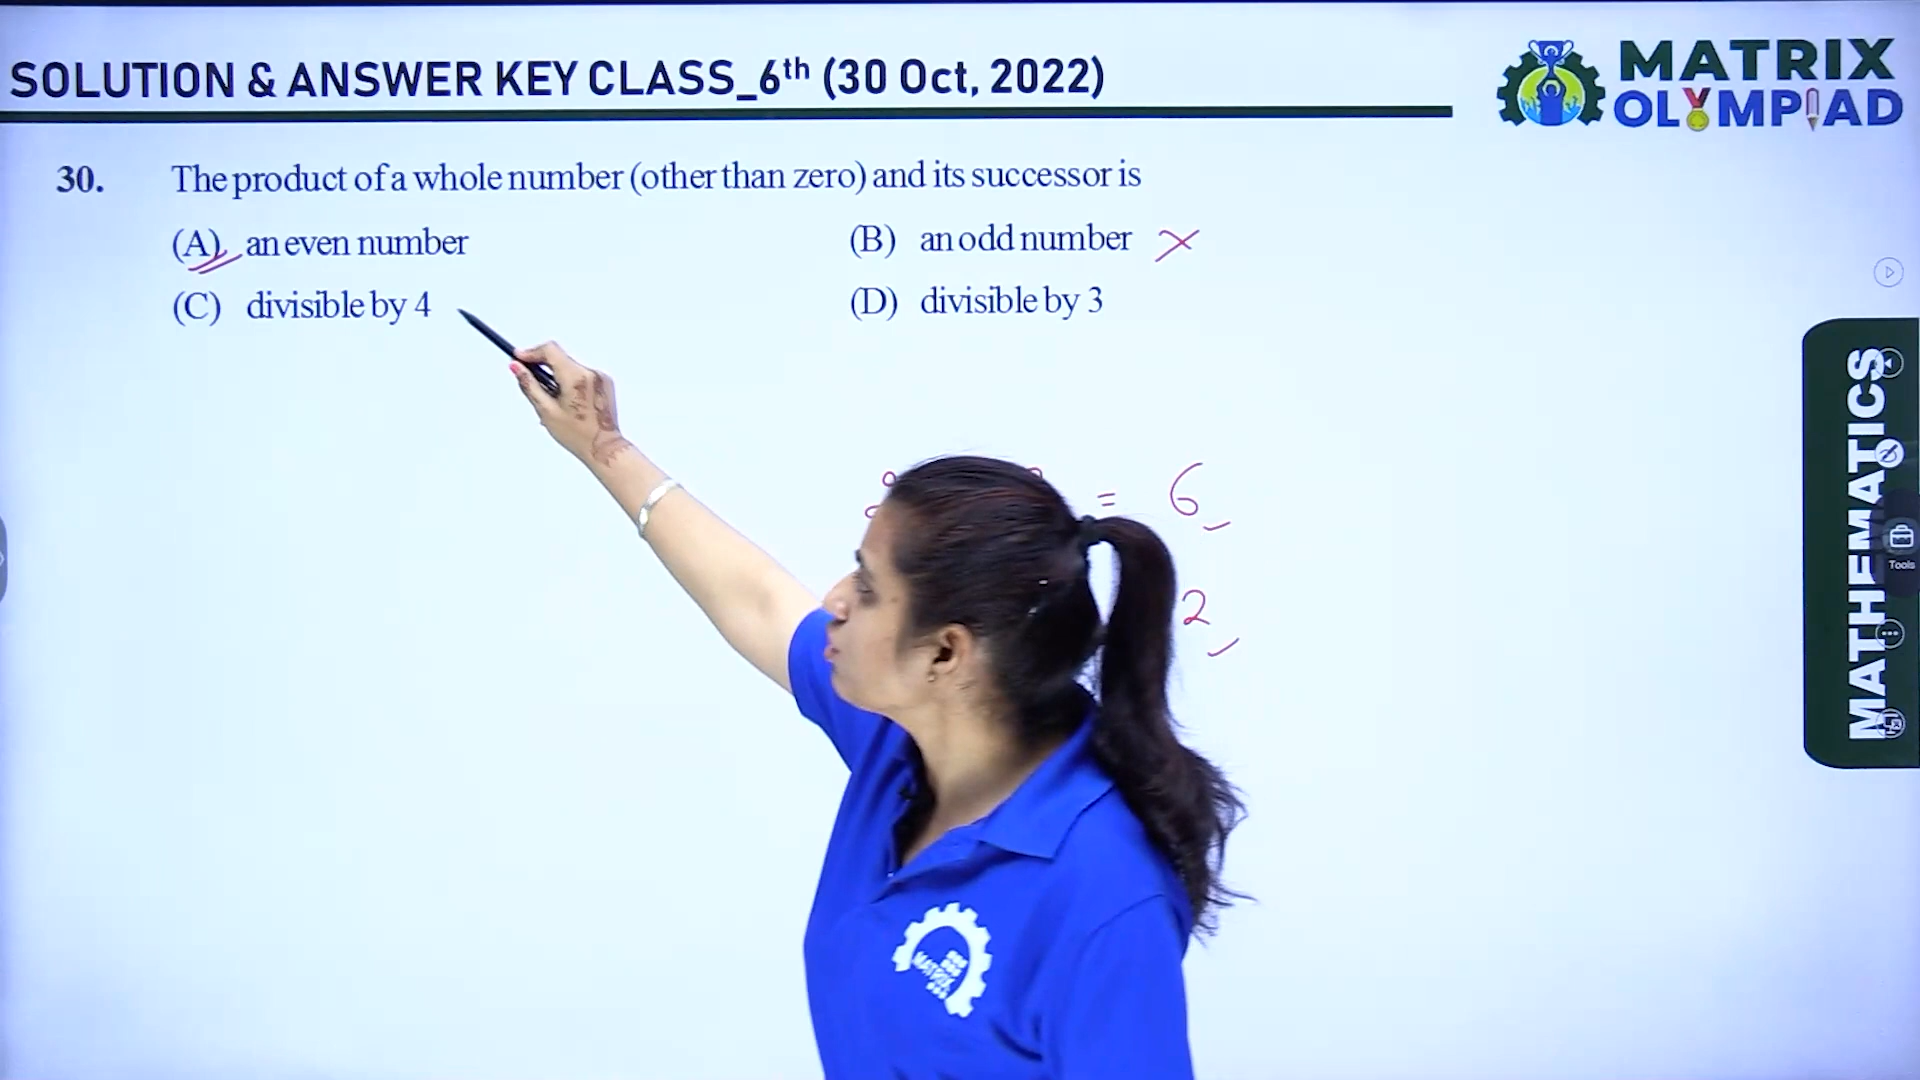 SOLUTION & ANSWER KEY CLASS_6th (30 Oct, 2022)
MATRIX
OLYMPIAD
30. The product of a whole number (other than zero) and its successor is
(A) an even number (B) an odd number
(C) divisible by 4 (D) divisible by 3
= 6
2
MATHEMATICS
Tools
MATRIX